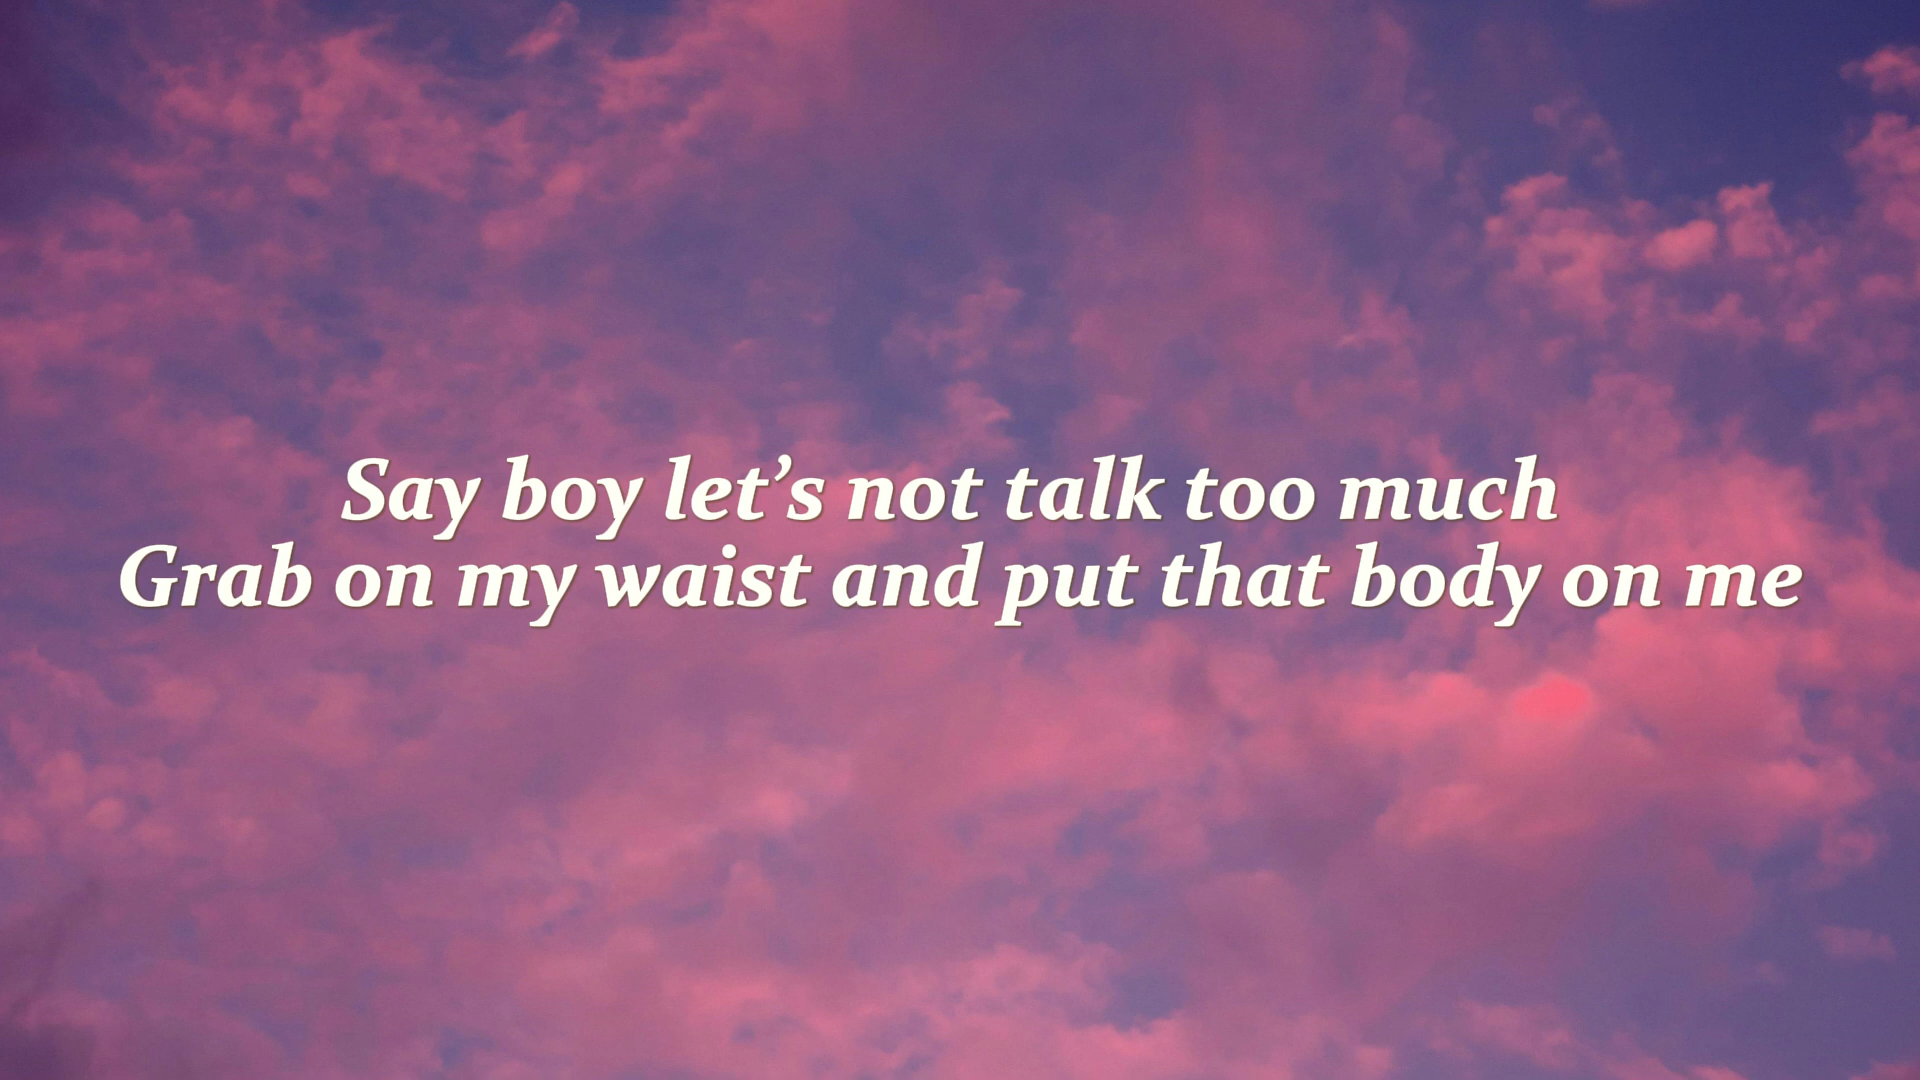 Say boy let’s not talk too much
Grab on my waist and put that body on me